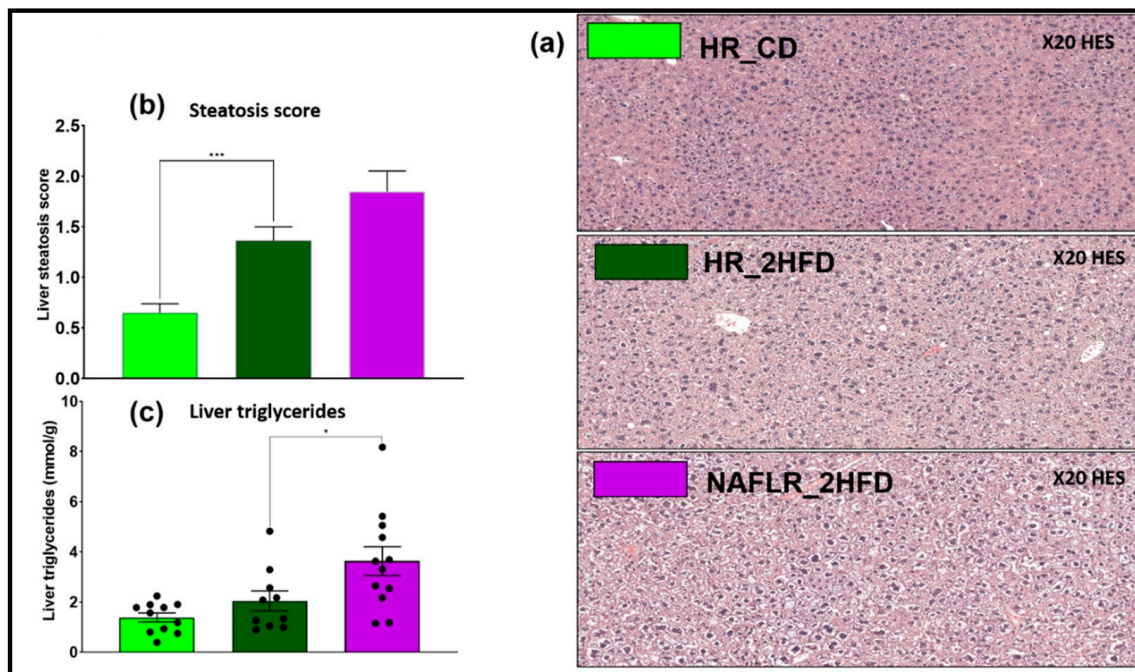 (b) Steatosis score
Liver steatosis score
2.5
2.0
1.5
1.0
0.5
0.0
***
(c) Liver triglycerides
Liver triglycerides (mmol/g)
10
8
6
4
2
0
*
(a)
HR_CD
X20 HES
HR_2HFD
X20 HES
NAFLR_2HFD
X20 HES